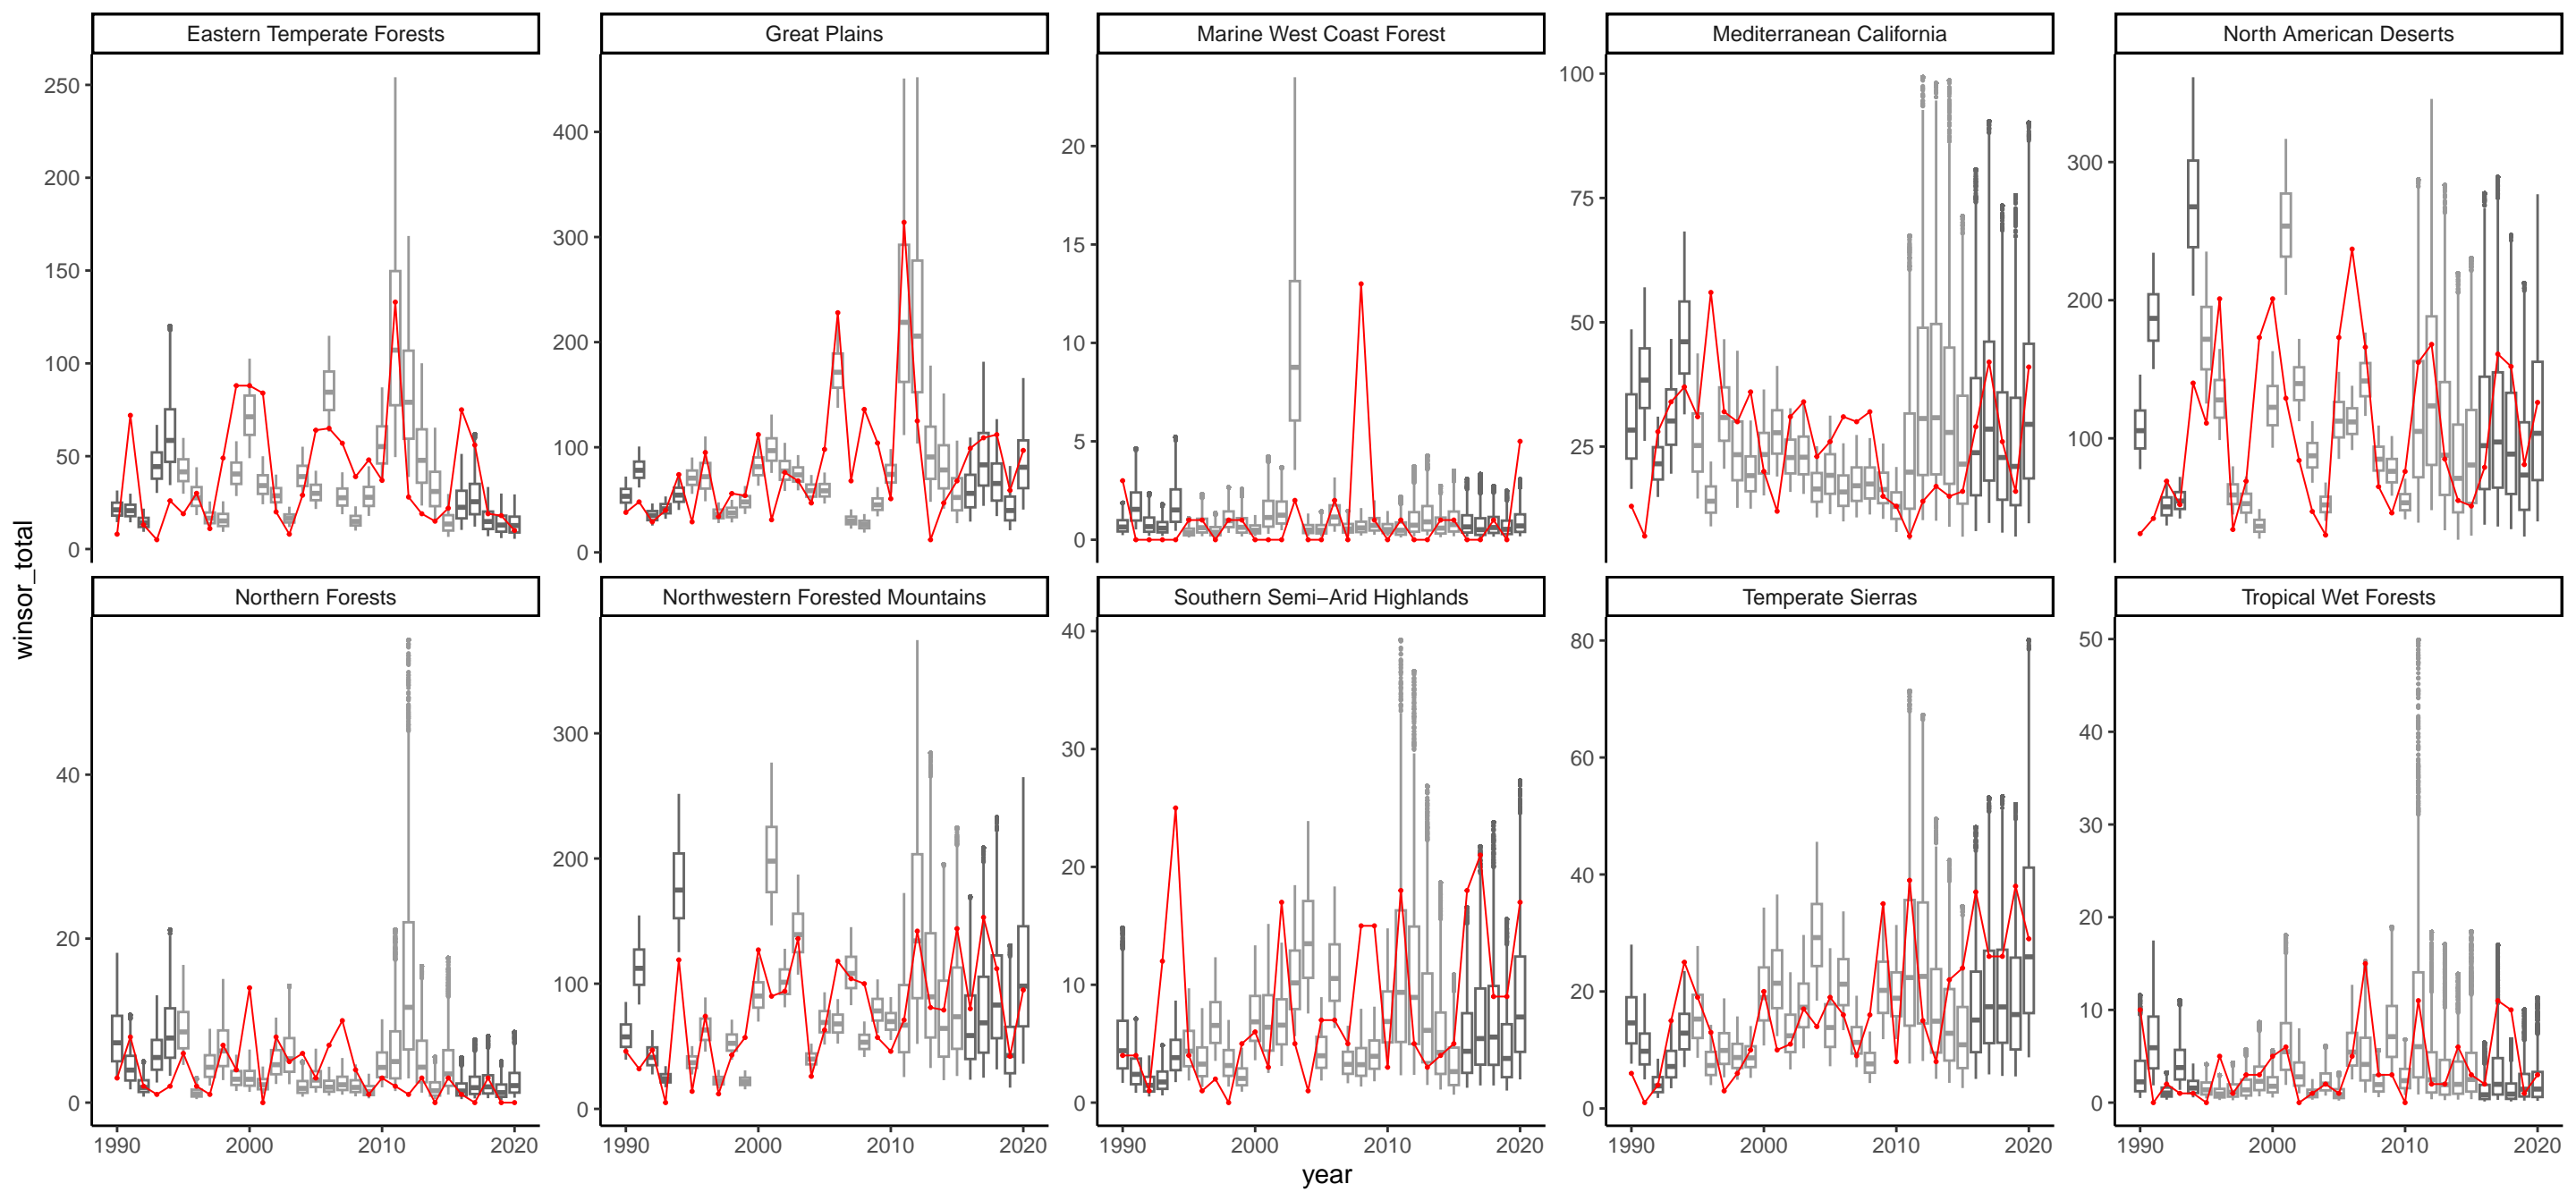 Eastern Temperate Forests
Great Plains
Marine West Coast Forest
Mediterranean California
North American Deserts
250
200
150
100
50
0
400
300
200
100
0
20
15
10
5
0
100
75
50
25
300
200
100
winsor_total
Northern Forests
Northwestern Forested Mountains
Southern Semi−Arid Highlands
Temperate Sierras
Tropical Wet Forests
40
20
0
300
200
100
0
40
30
20
10
0
80
60
40
20
0
50
40
30
20
10
0
1990 2000 2010 2020
1990 2000 2010 2020
1990 2000 2010 2020
1990 2000 2010 2020
1990 2000 2010 2020
year